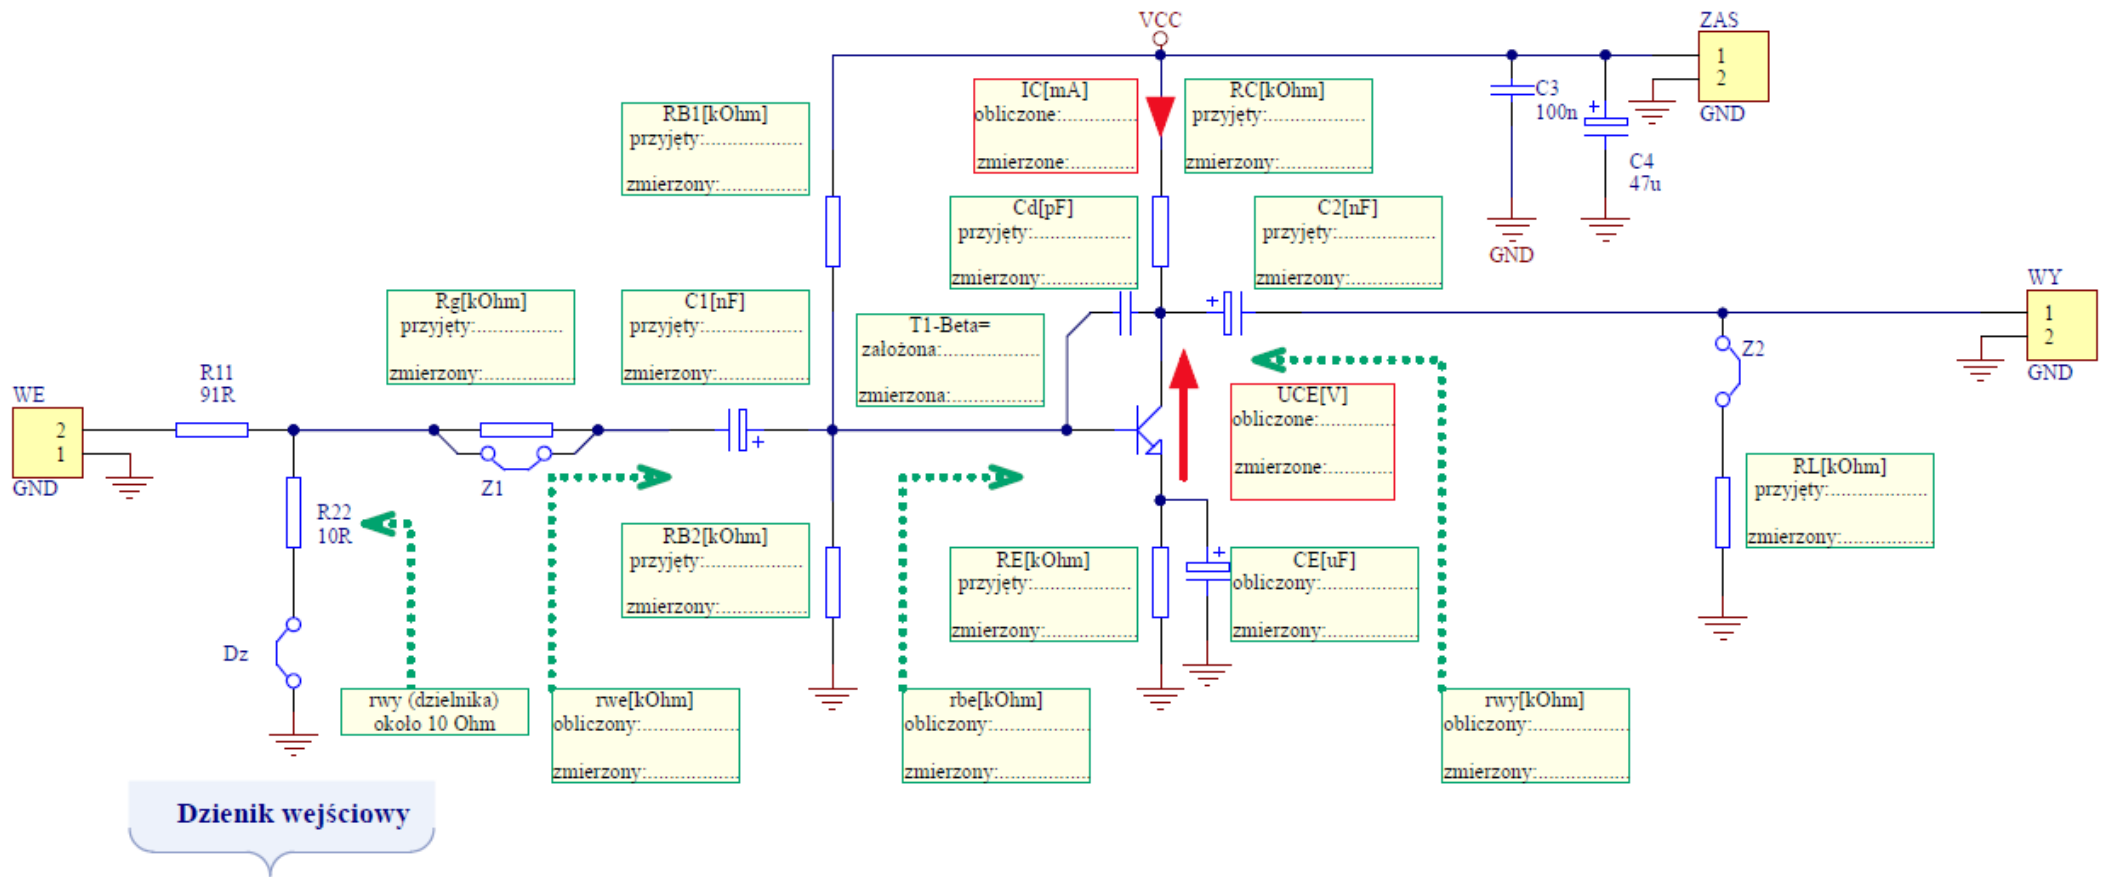 VCC
ZAS
1
2
GND
C3
100n
C4
47u
GND
IC[mA]
obliczone:..............
zmierzone:..............
RC[kOhm]
przyjęty:..................
zmierzony:.................
RB1[kOhm]
przyjęty:..................
zmierzony:.................
Cd[pF]
przyjęty:..................
zmierzony:.................
C2[nF]
przyjęty:..................
zmierzony:.................
WY
1
2
GND
Rg[kOhm]
przyjęty:................
zmierzony:................
C1[nF]
przyjęty:................
zmierzony:................
T1-Beta=
założona:..................
zmierzona:.................
Z2
R11
91R
WE
2
1
GND
UCE[V]
obliczone:.................
zmierzone:................
Z1
RL[kOhm]
przyjęty:..................
zmierzony:.................
R22
10R
RB2[kOhm]
przyjęty:..................
zmierzony:.................
RE[kOhm]
przyjęty:..................
zmierzony:.................
CE[uF]
obliczony:.................
zmierzony:.................
Dz
rwy (dzielnika)
około 10 Ohm
rwe[kOhm]
obliczony:.................
zmierzony:.................
rbe[kOhm]
obliczony:.................
zmierzony:.................
rwy[kOhm]
obliczony:.................
zmierzony:.................
Dzienik wejściowy